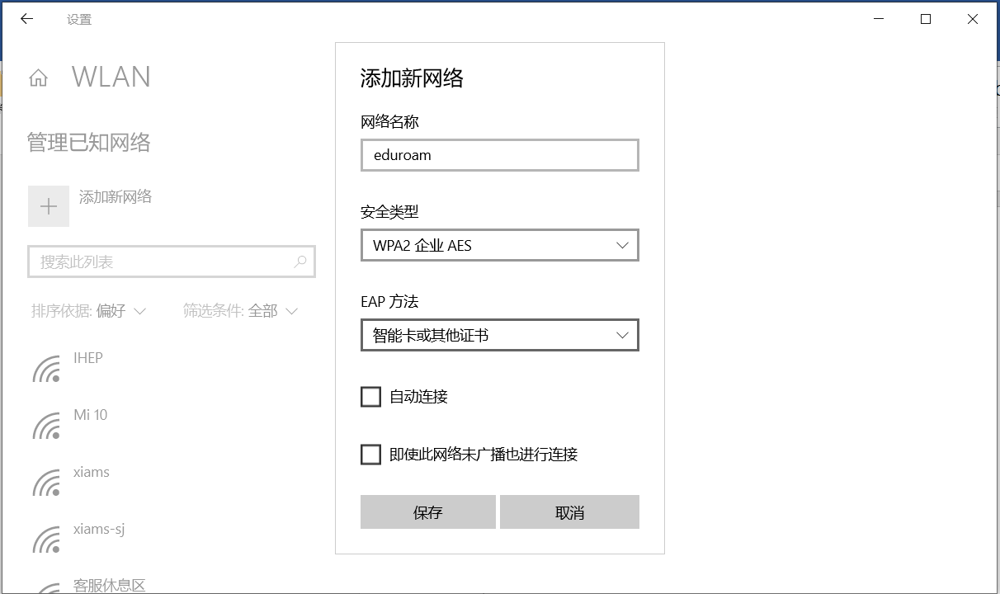 设置
WLAN
管理已知网络
添加新网络
搜索此列表
排序依据: 偏好 筛选条件: 全部
IHEP
Mi 10
xiams
xiams-sj
客服休息区
添加新网络
网络名称
eduroam
安全类型
WPA2 企业 AES
EAP 方法
智能卡或其他证书
自动连接
即使此网络未广播也进行连接
保存 取消